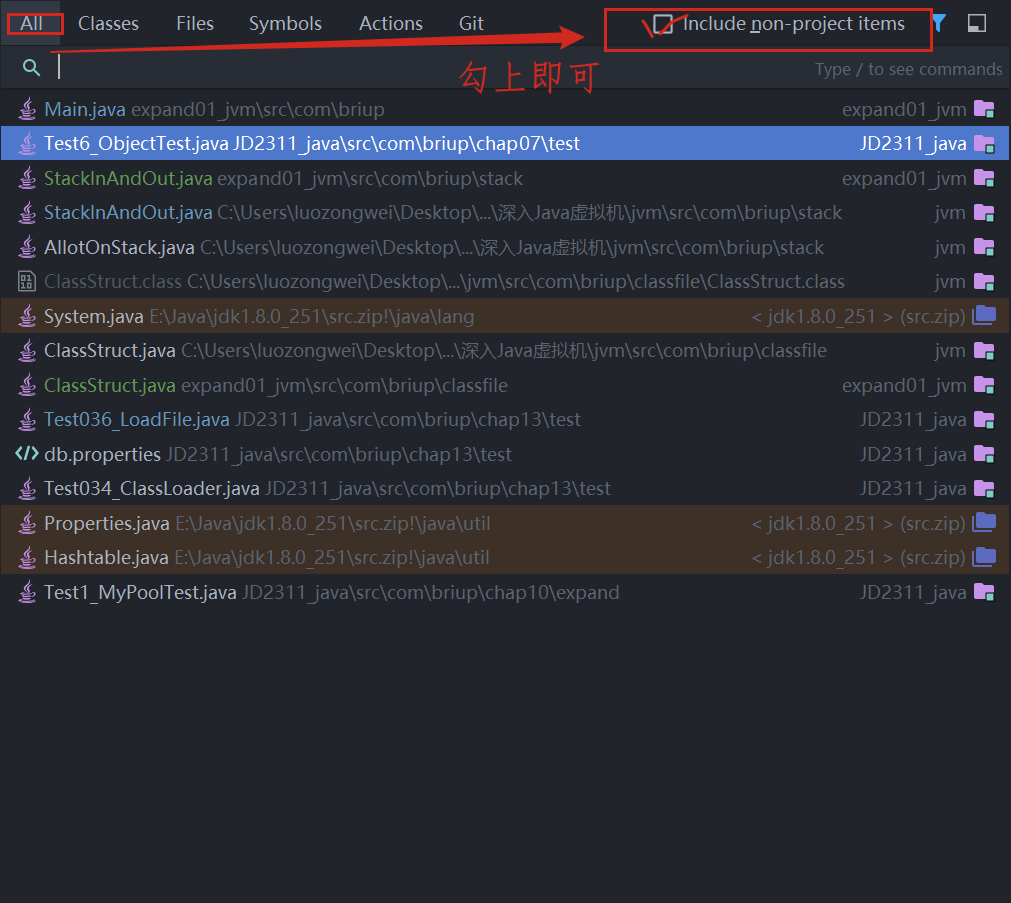 All Classes Files Symbols Actions Git Include non-project items
勾上即可
Type / to see commands
Main.java expand01_jvm\src\com\briup expand01_jvm
Test6_ObjectTest.java JD2311_java\src\com\briup\chap07\test JD2311_java
StackInAndOut.java expand01_jvm\src\com\briup\stack expand01_jvm
StackInAndOut.java C:\Users\luozongwei\Desktop\...\深入Java虚拟机\jvm\src\com\briup\stack jvm
AllotOnStack.java C:\Users\luozongwei\Desktop\...\深入Java虚拟机\jvm\src\com\briup\stack jvm
ClassStruct.class C:\Users\luozongwei\Desktop\...\jvm\src\com\briup\classfile\ClassStruct.class jvm
System.java E:\Java\jdk1.8.0_251\src.zip!\java\lang < jdk1.8.0_251 > (src.zip)
ClassStruct.java C:\Users\luozongwei\Desktop\...\深入Java虚拟机\jvm\src\com\briup\classfile jvm
ClassStruct.java expand01_jvm\src\com\briup\classfile expand01_jvm
Test036_LoadFile.java JD2311_java\src\com\briup\chap13\test JD2311_java
db.properties JD2311_java\src\com\briup\chap13\test JD2311_java
Test034_ClassLoader.java JD2311_java\src\com\briup\chap13\test JD2311_java
Properties.java E:\Java\jdk1.8.0_251\src.zip!\java\util < jdk1.8.0_251 > (src.zip)
Hashtable.java E:\Java\jdk1.8.0_251\src.zip!\java\util < jdk1.8.0_251 > (src.zip)
Test1_MyPoolTest.java JD2311_java\src\com\briup\chap10\expand JD2311_java